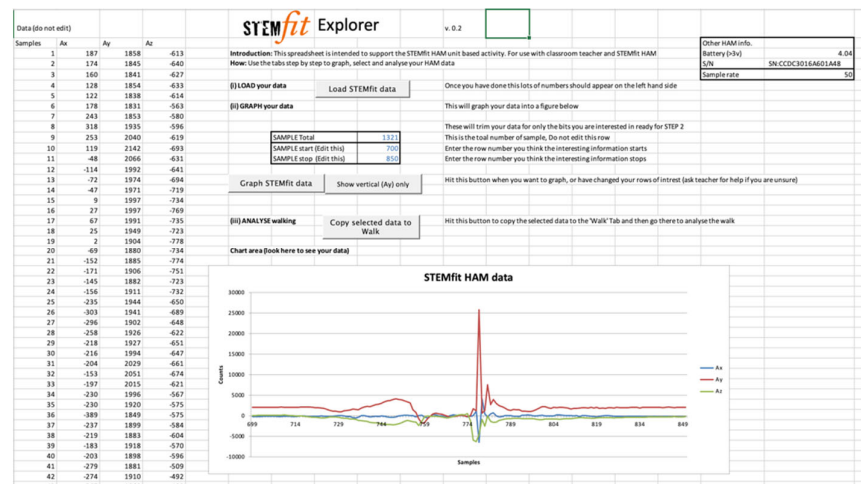 STEMfit Explorer v. 0.2
Data (do not edit)
Other HAM info.
Samples Ax Ay Az
Battery (>3v) 4.04
S/N SN:CCDC3016A601A48
Sample rate 50
Introduction: This spreadsheet is intended to support the STEMfit HAM unit based activity. For use with classroom teacher and STEMfit HAM
How: Use the tabs step by step to graph, select and analyse your HAM data
(i) LOAD your data
Load STEMfit data
Once you have done this lots of numbers should appear on the left hand side
(ii) GRAPH your data
This will graph your data into a figure below
These will trim your data for only the bits you are interested in ready for STEP 2
SAMPLE Total 1321
This is the toal number of sample, Do not edit this row
SAMPLE start (Edit this) 700
Enter the row number you think the interesting information starts
SAMPLE stop (Edit this) 850
Enter the row number you think the interesting information stops
Graph STEMfit data
Show vertical (Ay) only
Hit this button when you want to graph, or have changed your rows of intrest (ask teacher for help if you are unsure)
(iii) ANALYSE walking
Copy selected data to
Walk
Hit this button to copy the selected data to the 'Walk' Tab and then go there to analyse the walk
Chart area (look here to see your data)
1 187 1858 -613
2 174 1845 -640
3 160 1841 -627
4 128 1854 -633
5 122 1838 -614
6 178 1831 -563
7 243 1853 -580
8 318 1935 -596
9 253 2040 -619
10 119 2142 -693
11 -48 2066 -631
12 -114 1992 -641
13 -72 1974 -694
14 -47 1971 -719
15 9 1997 -734
16 27 1997 -769
17 67 1991 -735
18 25 1949 -723
19 2 1904 -778
20 -69 1880 -734
21 -152 1885 -774
22 -171 1906 -751
23 -145 1882 -723
24 -156 1911 -732
25 -235 1944 -650
26 -303 1941 -689
27 -296 1902 -648
28 -258 1926 -622
29 -218 1927 -651
30 -216 1994 -647
31 -204 2029 -661
32 -153 2051 -674
33 -197 2015 -621
34 -230 1996 -567
35 -230 1920 -575
36 -389 1849 -575
37 -237 1899 -584
38 -219 1883 -604
39 -183 1918 -570
40 -203 1898 -596
41 -279 1881 -509
42 -274 1910 -492
STEMfit HAM data
30000
25000
20000
15000
10000
5000
0
-5000
-10000
Counts
699 714 729 744 759 774 789 804 819 834 849
Samples
Ax
Ay
Az